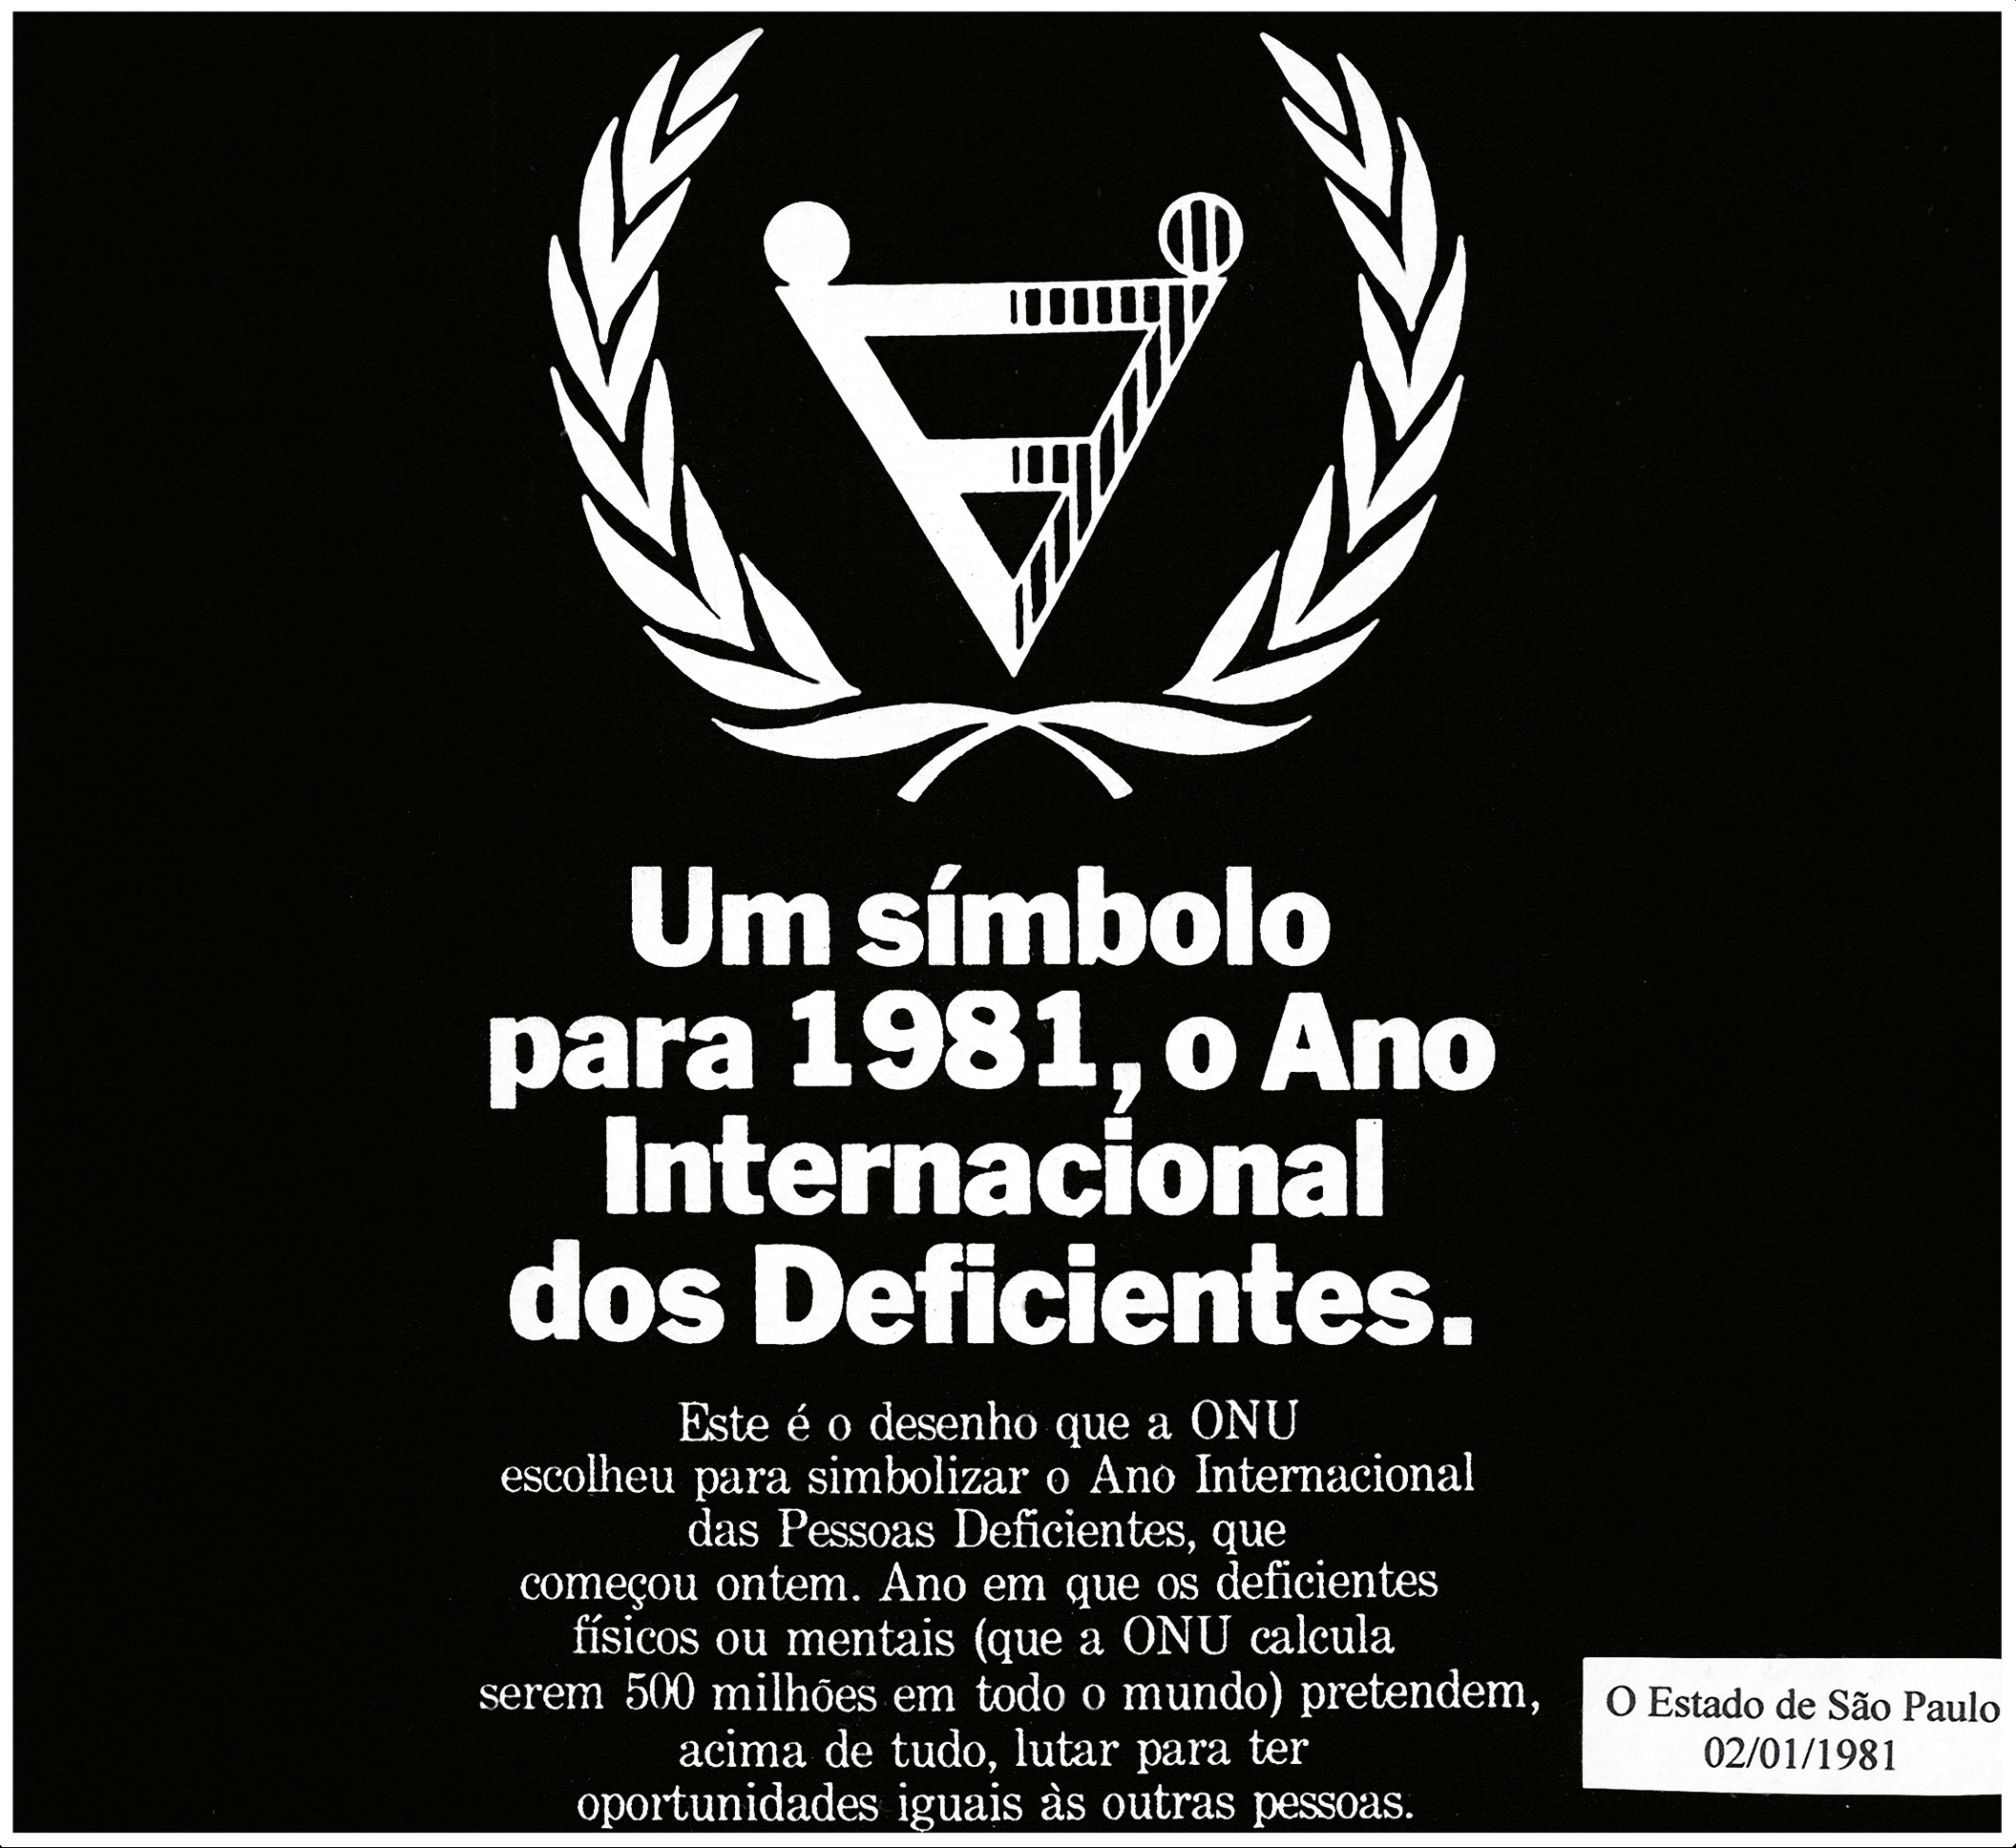 Um símbolo
para 1981, o Ano
Internacional
dos Deficientes.
Este é o desenho que a ONU
escolheu para simbolizar o Ano Internacional
das Pessoas Deficientes, que
começou ontem. Ano em que os deficientes
físicos ou mentais (que a ONU calcula
serem 500 milhões em todo o mundo) pretendem,
acima de tudo, lutar para ter
oportunidades iguais às outras pessoas.
O Estado de São Paulo
02/01/1981